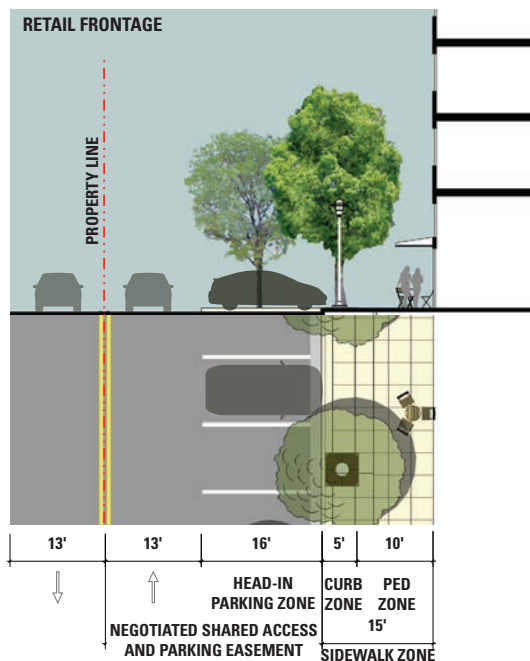 RETAIL FRONTAGE
PROPERTY LINE
13' 13' 16' 5' 10'
HEAD-IN
PARKING ZONE
CURB
ZONE
PED
ZONE
15'
NEGOTIATED SHARED ACCESS
AND PARKING EASEMENT
SIDEWALK ZONE